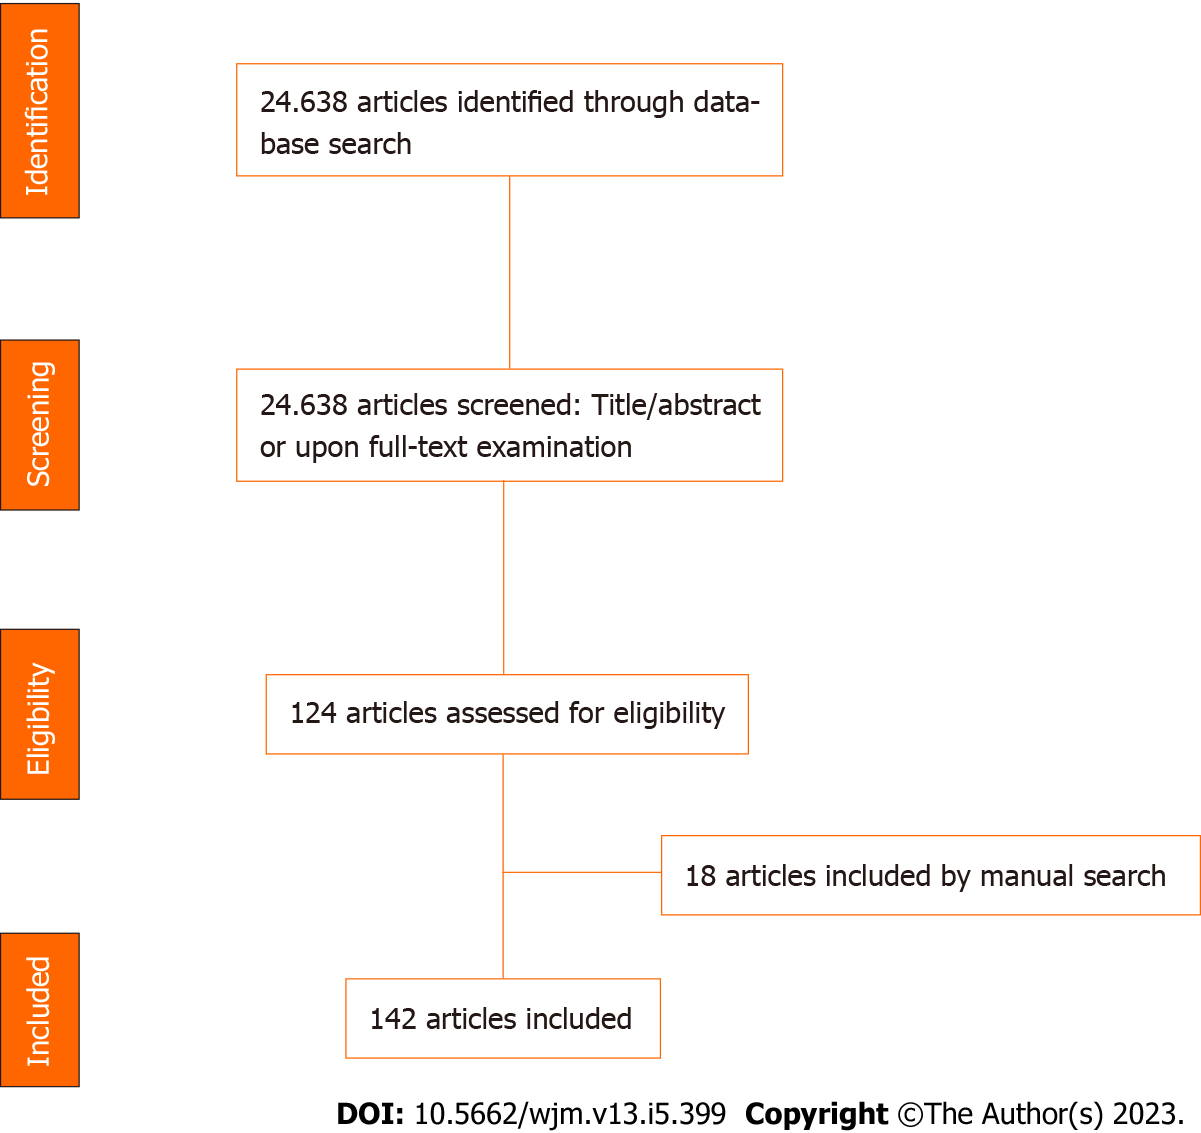 Identification
24.638 articles identified through data-
base search
Screening
24.638 articles screened: Title/abstract
or upon full-text examination
Eligibility
124 articles assessed for eligibility
18 articles included by manual search
Included
142 articles included
DOI: 10.5662/wjm.v13.i5.399 Copyright ©The Author(s) 2023.